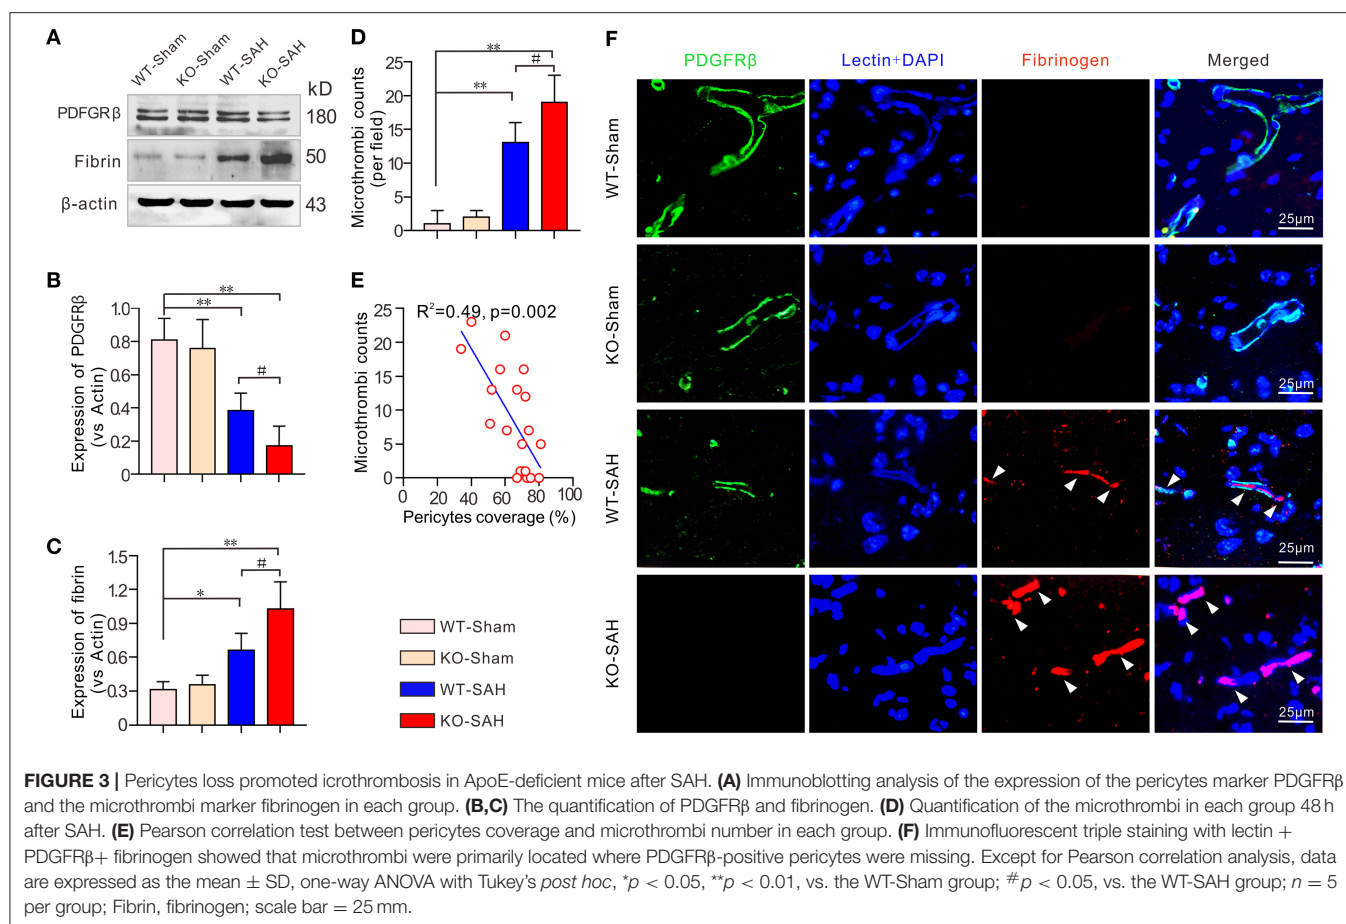 A
WT-Sham
KO-Sham
WT-SAH
KO-SAH
kD
PDFGRβ
180
Fibrin
50
β-actin
43
B
Expression of PDGFRβ
(vs Actin)
1.0
0.8
0.6
0.4
0.2
0
**
**
#
C
Expression of fibrin
(vs Actin)
1.5
1.2
0.9
0.6
0.3
0
**
*
#
D
Microthrombi counts
(per field)
25
20
15
10
5
0
**
#
**
E
R²=0.49, p=0.002
Microthrombi counts
25
20
15
10
5
0
0 20 40 60 80 100
Pericytes coverage (%)
WT-Sham
KO-Sham
WT-SAH
KO-SAH
F
PDGFRβ Lectin+DAPI Fibrinogen Merged
WT-Sham
25μm
KO-Sham
25μm
WT-SAH
25μm
KO-SAH
25μm
FIGURE 3 | Pericytes loss promoted icrothrombosis in ApoE-deficient mice after SAH. (A) Immunoblotting analysis of the expression of the pericytes marker PDGFRβ
and the microthrombi marker fibrinogen in each group. (B,C) The quantification of PDGFRβ and fibrinogen. (D) Quantification of the microthrombi in each group 48 h
after SAH. (E) Pearson correlation test between pericytes coverage and microthrombi number in each group. (F) Immunofluorescent triple staining with lectin +
PDGFRβ+ fibrinogen showed that microthrombi were primarily located where PDGFRβ-positive pericytes were missing. Except for Pearson correlation analysis, data
are expressed as the mean ± SD, one-way ANOVA with Tukey's post hoc, *p < 0.05, **p < 0.01, vs. the WT-Sham group; #p < 0.05, vs. the WT-SAH group; n = 5
per group; Fibrin, fibrinogen; scale bar = 25 mm.